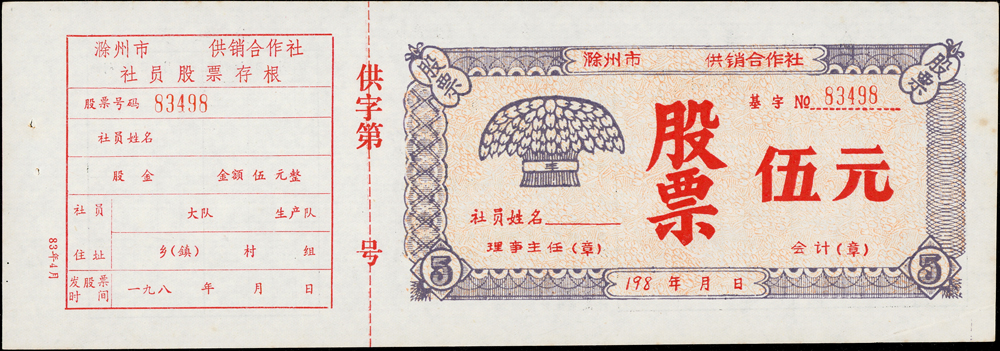 滁州市 供销合作社
社员股票存根
股票号码 83498
社员姓名
股金 金额 伍元整
社员 大队 生产队
住址 乡(鎮) 村 组
发股票时间 一九八 年 月 日
83年4月
供字第 号
滁州市 供销合作社
股票 股票
基字 NO 83498
丰
股票
伍元
社员姓名
理事主任(章) 会计(章)
5 5
198 年 月 日